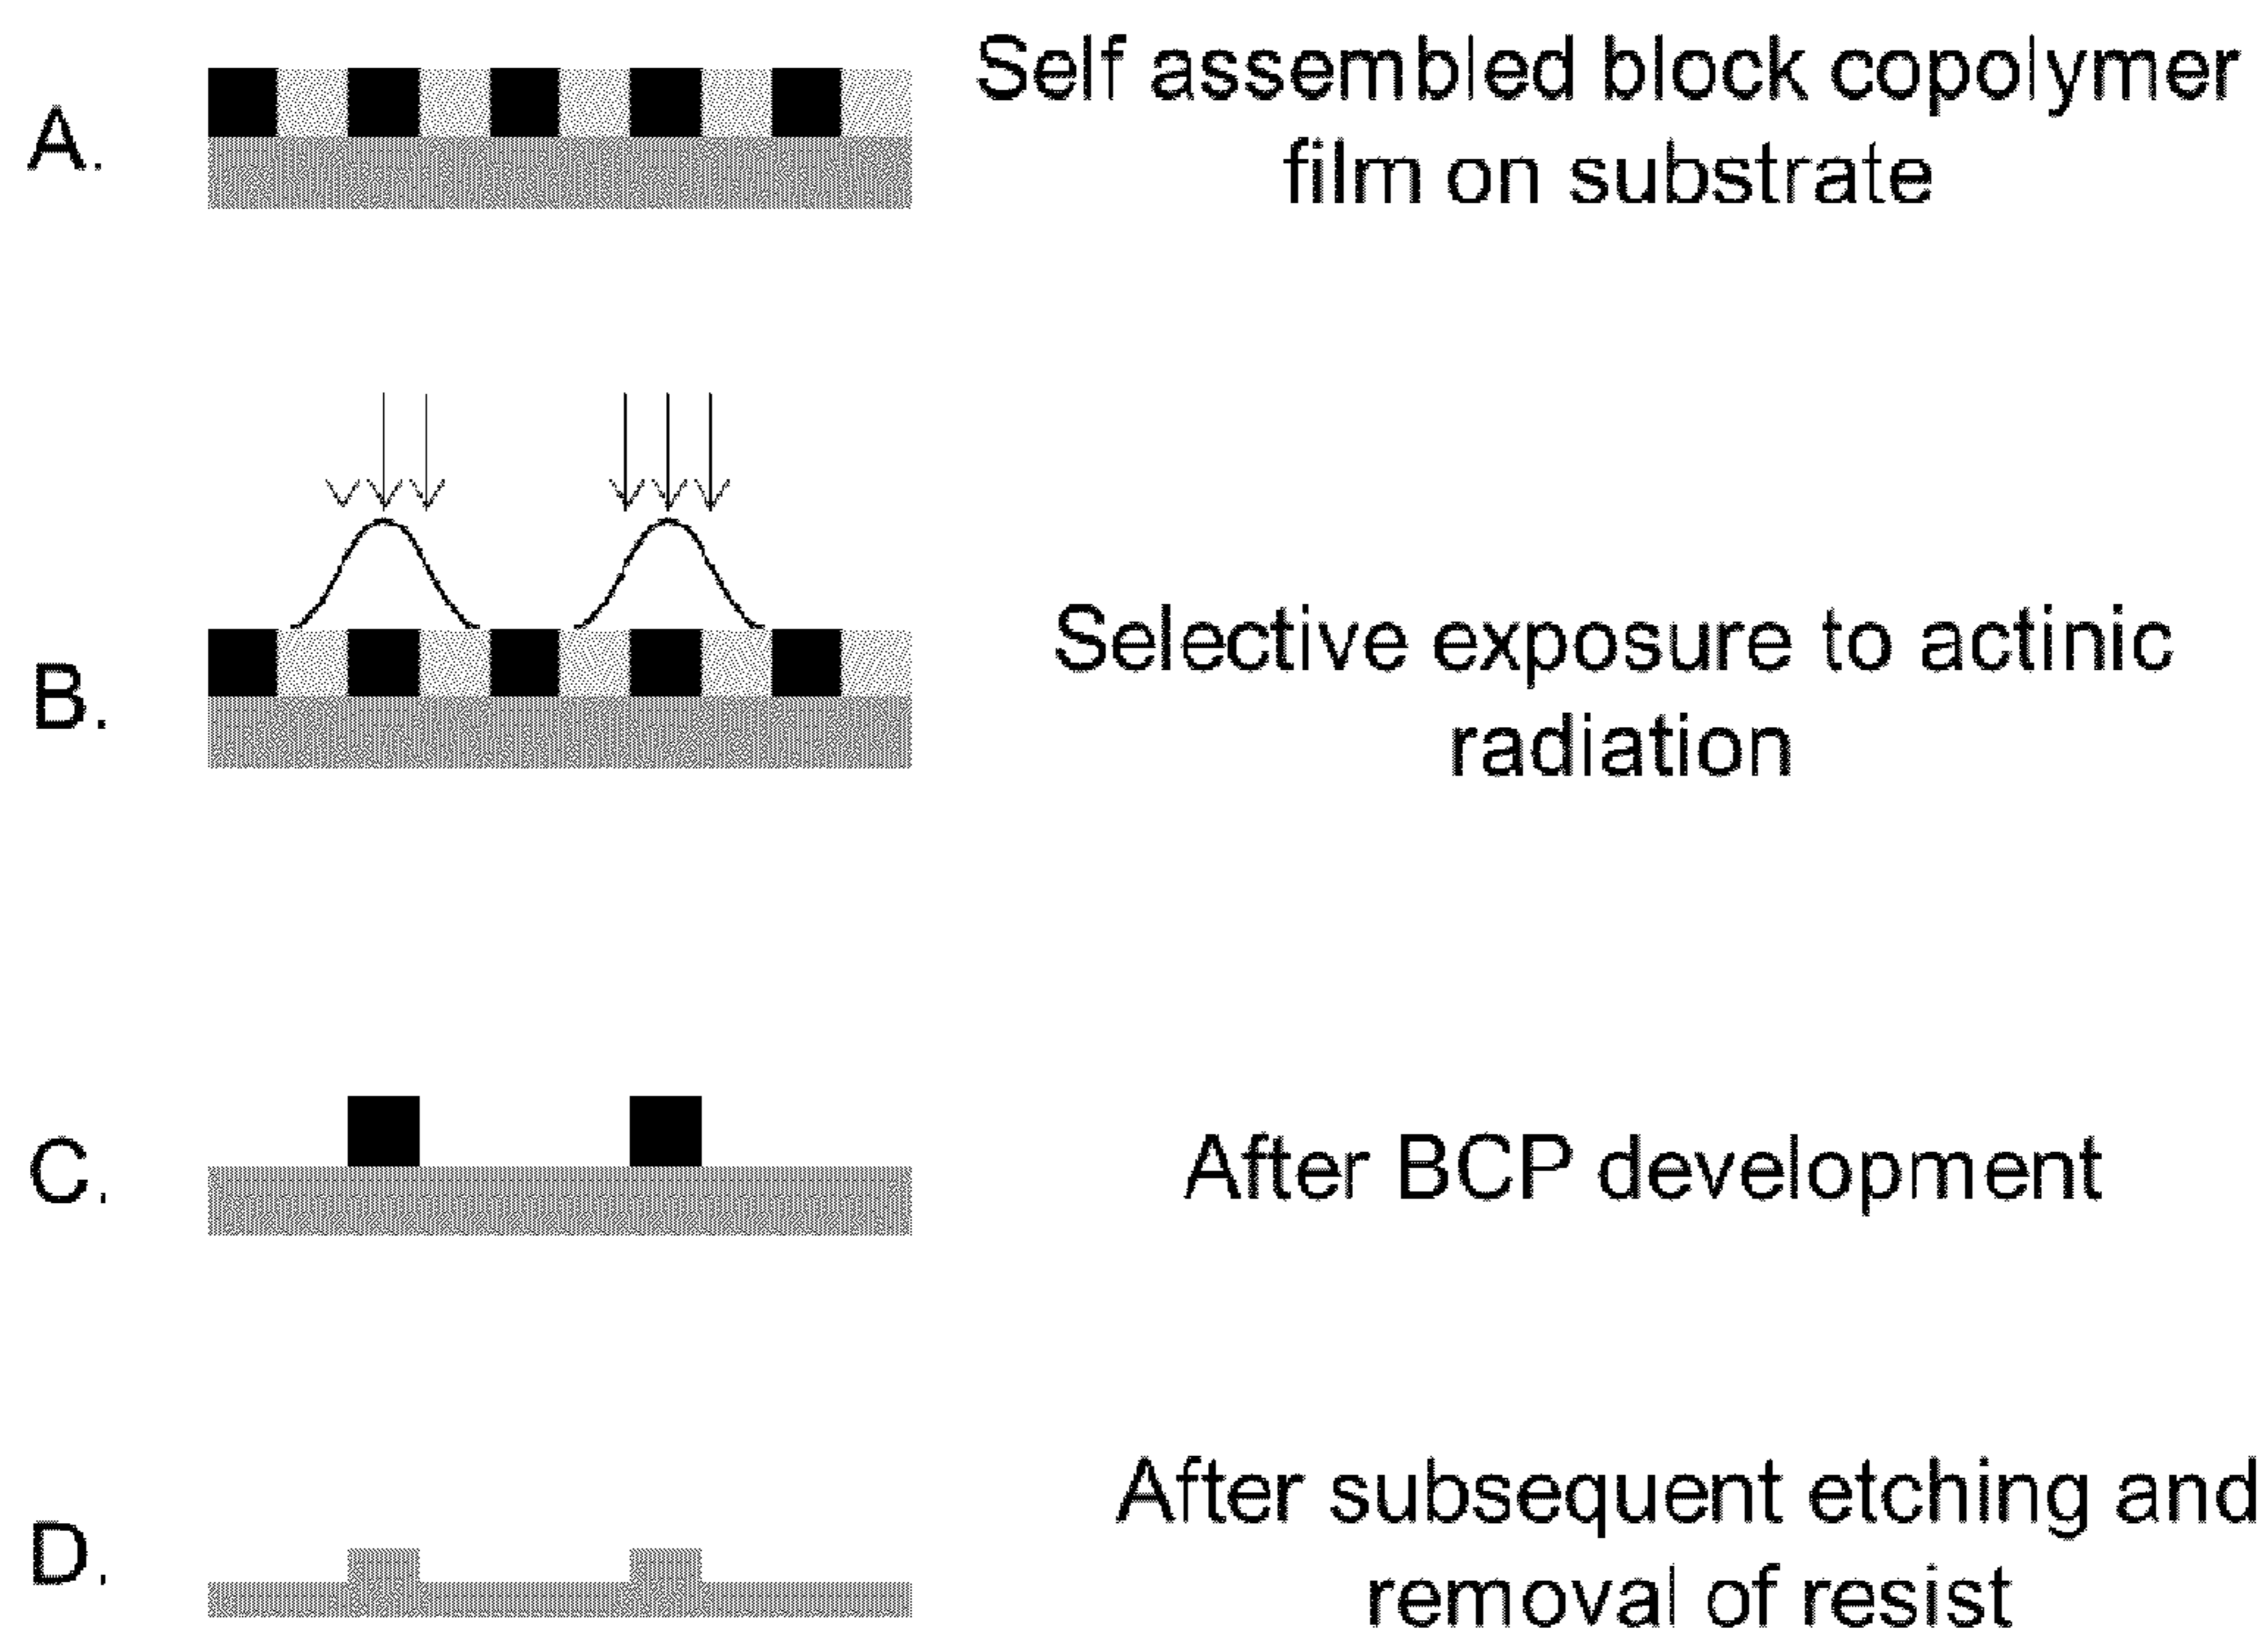 A.
Self assembled block copolymer
film on substrate
B.
Selective exposure to actinic
radiation
C.
After BCP development
D.
After subsequent etching and
removal of resist